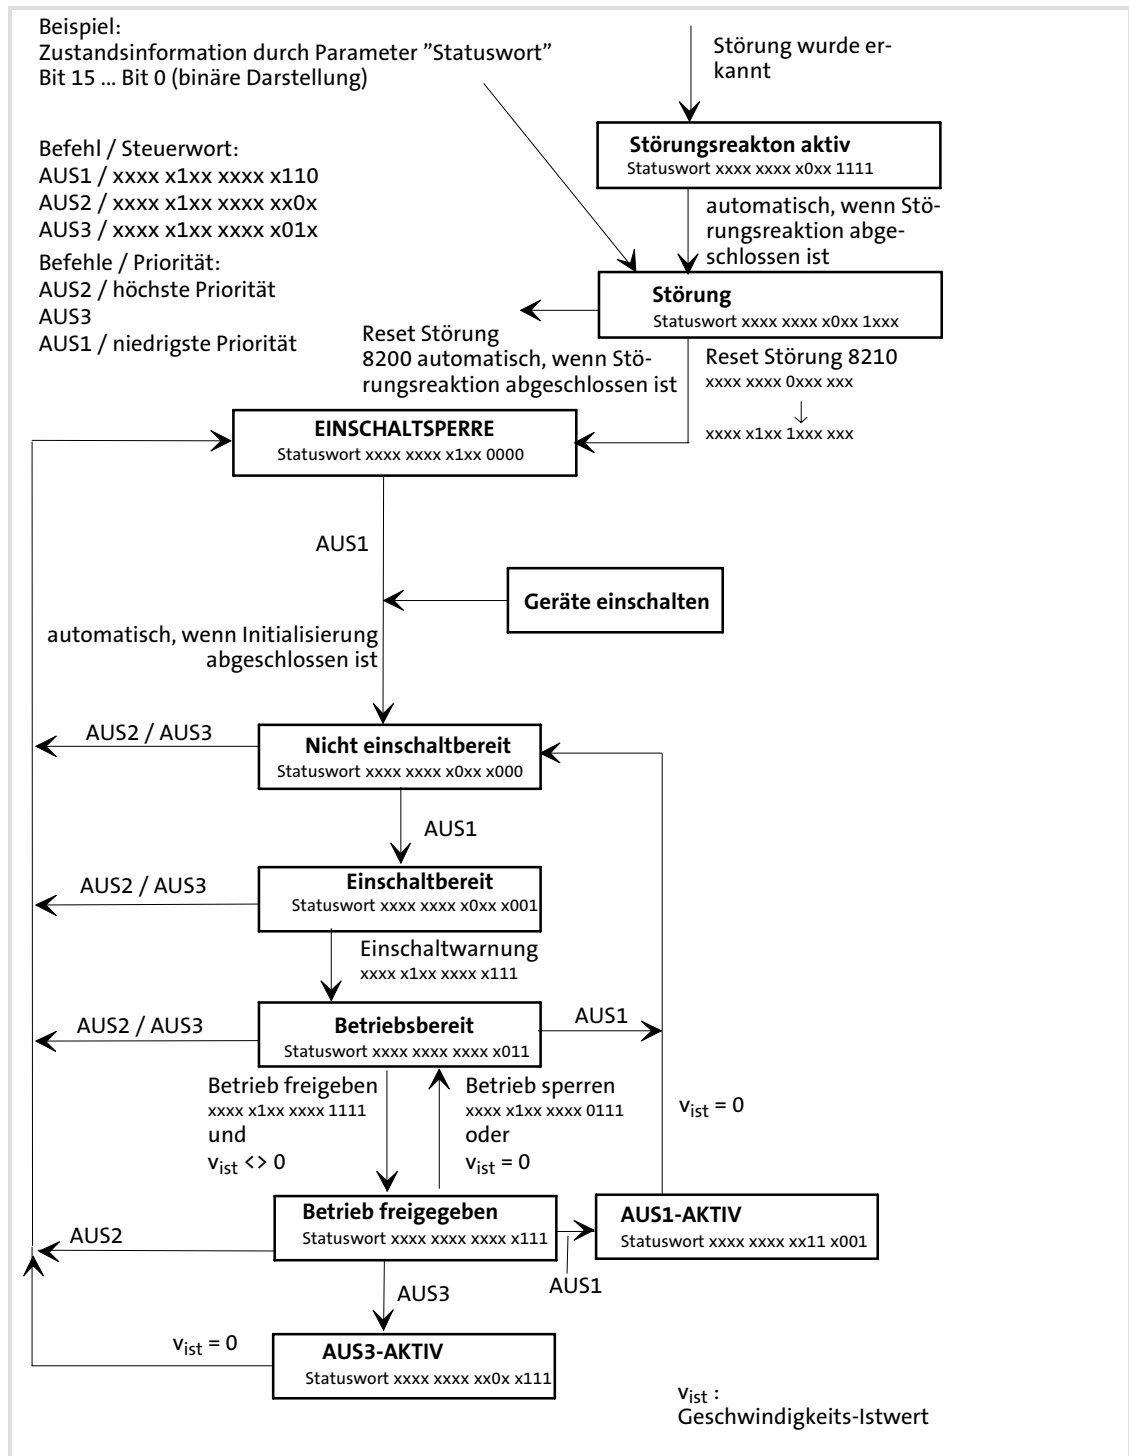 Beispiel:
Zustandsinformation durch Parameter ”Statuswort”
Bit 15 ... Bit 0 (binäre Darstellung)
Störung wurde er-
kannt
Befehl / Steuerwort:
AUS1 / xxxx x1xx xxxx x110
AUS2 / xxxx x1xx xxxx xx0x
AUS3 / xxxx x1xx xxxx x01x
Befehle / Priorität:
AUS2 / höchste Priorität
AUS3
AUS1 / niedrigste Priorität
Störungsreakton aktiv
Statuswort xxxx xxxx x0xx 1111
automatisch, wenn Stö-
rungsreaktion abge-
schlossen ist
Störung
Statuswort xxxx xxxx x0xx 1xxx
Reset Störung
8200 automatisch, wenn Stö-
rungsreaktion abgeschlossen ist
Reset Störung 8210
xxxx xxxx 0xxx xxx
xxxx x1xx 1xxx xxx
EINSCHALTSPERRE
Statuswort xxxx xxxx x1xx 0000
AUS1
Geräte einschalten
automatisch, wenn Initialisierung
abgeschlossen ist
AUS2 / AUS3
Nicht einschaltbereit
Statuswort xxxx xxxx x0xx x000
AUS1
AUS2 / AUS3
Einschaltbereit
Statuswort xxxx xxxx x0xx x001
Einschaltwarnung
xxxx x1xx xxxx x111
AUS2 / AUS3
Betriebsbereit
Statuswort xxxx xxxx xxxx x011
AUS1
Betrieb freigeben
xxxx x1xx xxxx 1111
und
vist <> 0
Betrieb sperren
xxxx x1xx xxxx 0111
oder
vist = 0
vist = 0
AUS2
Betrieb freigegeben
Statuswort xxxx xxxx xxxx x111
AUS1
AUS1-AKTIV
Statuswort xxxx xxxx xx11 x001
AUS3
vist = 0
AUS3-AKTIV
Statuswort xxxx xxxx xx0x x111
vist :
Geschwindigkeits-Istwert